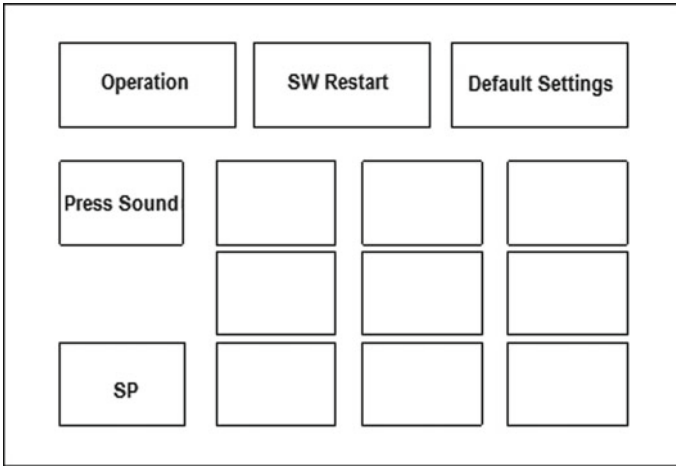 Operation
SW Restart
Default Settings
Press Sound
SP